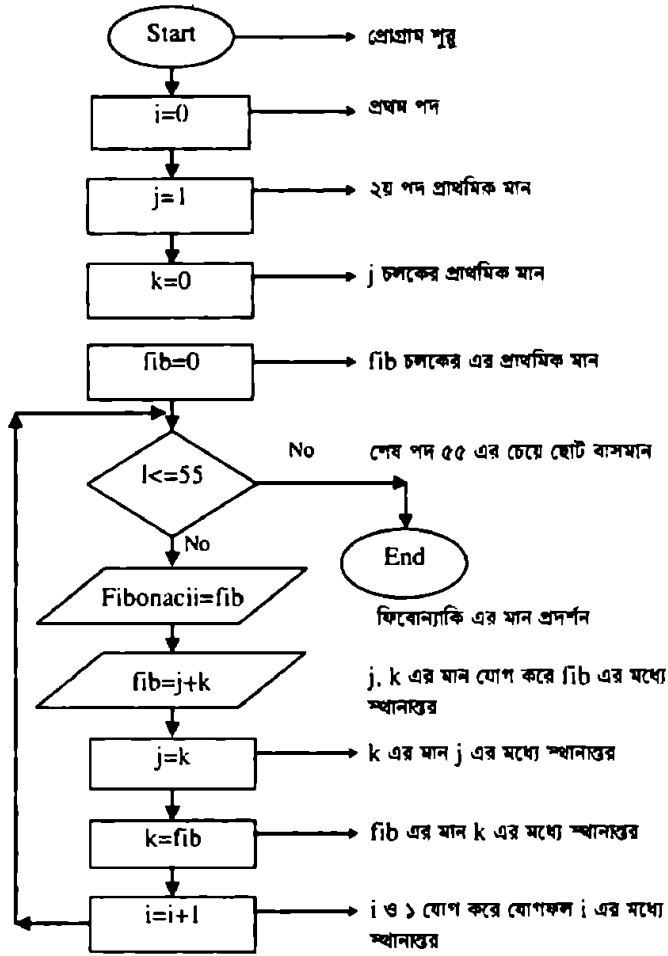 Start
প্রোগ্রাম শুরু
i=0
প্রথম পদ
j=1
২য় পদ প্রাথমিক মান
k=0
j চলকের প্রাথমিক মান
fib=0
fib চলকের এর প্রাথমিক মান
I<=55
No
শেষ পদ ৫৫ এর চেয়ে ছোট বাসমান
No
End
Fibonacii=fib
ফিবোন্যাকি এর মান প্রদর্শন
fib=j+k
j, k এর মান যোগ করে fib এর মধ্যে
স্থানান্তর
j=k
k এর মান j এর মধ্যে স্থানান্তর
k=fib
fib এর মান k এর মধ্যে স্থানান্তর
i=i+1
i ও ১ যোগ করে যোগফল i এর মধ্যে
স্থানান্তর